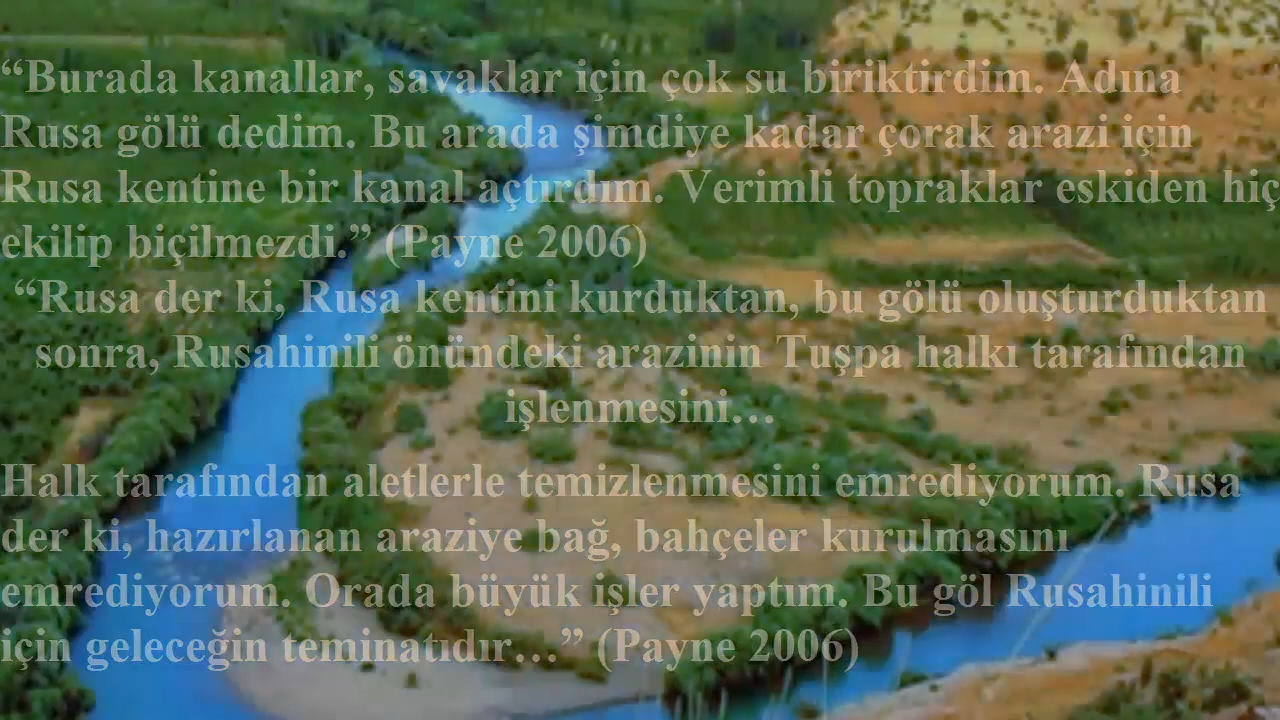 “Burada kanallar, savaklar için çok su biriktirdim. Adına
Rusa gölü dedim. Bu arada şimdiye kadar çorak arazi için
Rusa kentine bir kanal açtırdım. Verimli topraklar eskiden hiç
ekilip biçilmezdi.” (Payne 2006)
“Rusa der ki, Rusa kentini kurduktan, bu gölü oluşturduktan
sonra, Rusahinili önündeki arazinin Tuşpa halkı tarafından
işlenmesini…
Halk tarafından aletlerle temizlenmesini emrediyorum. Rusa
der ki, hazırlanan araziye bağ, bahçeler kurulmasını
emrediyorum. Orada büyük işler yaptım. Bu göl Rusahinili
için geleceğin teminatıdır…” (Payne 2006)